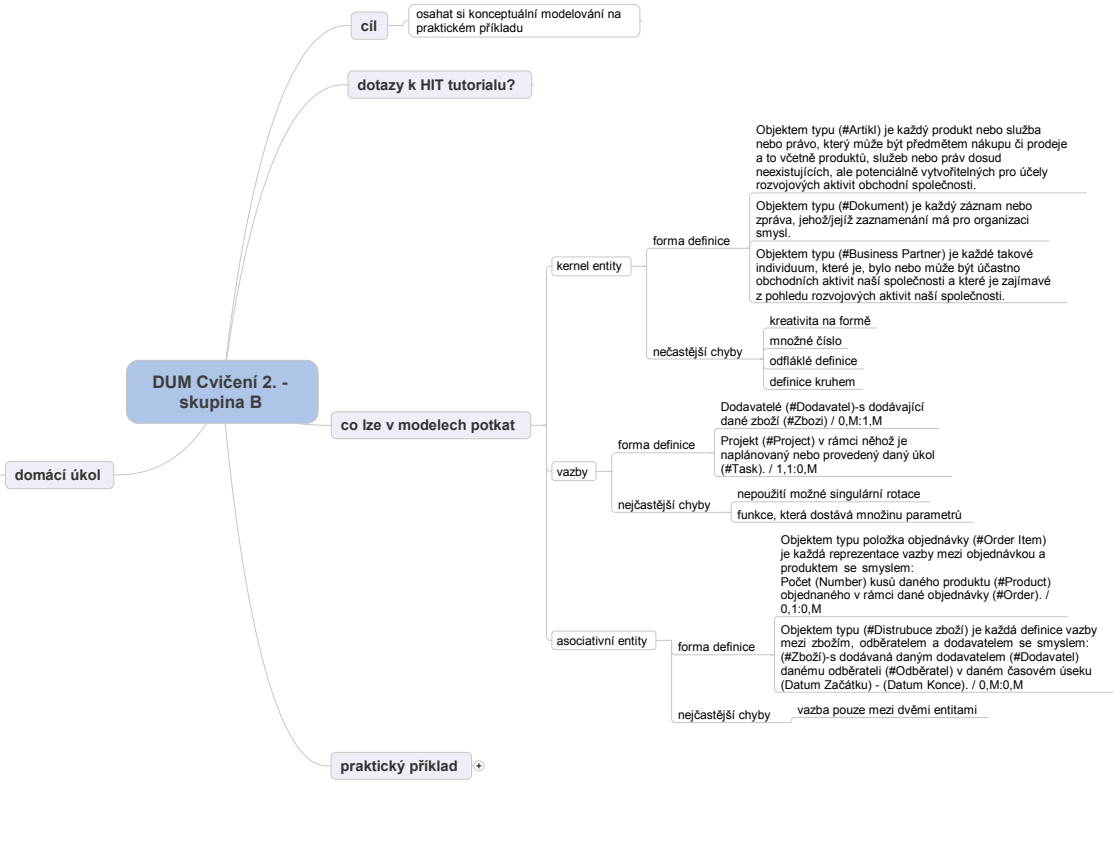 cíl
osahat si konceptuální modelování na
praktickém příkladu
dotazy k HIT tutorialu?
DUM Cvičení 2. -
skupina B
domácí úkol
co lze v modelech potkat
kernel entity
forma definice
Objektem typu (#Artikl) je každý produkt nebo služba
nebo právo, který může být předmětem nákupu či prodeje
a to včetně produktů, služeb nebo práv dosud
neexistujících, ale potenciálně vytvořitelných pro účely
rozvojových aktivit obchodní společnosti.
Objektem typu (#Dokument) je každý záznam nebo
zpráva, jehož/jejíž zaznamenání má pro organizaci
smysl.
Objektem typu (#Business Partner) je každé takové
individuum, které je, bylo nebo může být účastno
obchodních aktivit naší společnosti a které je zajímavé
z pohledu rozvojových aktivit naší společnosti.
nečastější chyby
kreativita na formě
množné číslo
odfláklé definice
definice kruhem
vazby
forma definice
Dodavatelé (#Dodavatel)-s dodávající
dané zboží (#Zbozi) / 0,M:1,M
Projekt (#Project) v rámci něhož je
naplánovaný nebo provedený daný úkol
(#Task). / 1,1:0,M
nejčastější chyby
nepoužití možné singulární rotace
funkce, která dostává množinu parametrů
asociativní entity
forma definice
Objektem typu položka objednávky (#Order Item)
je každá reprezentace vazby mezi objednávkou a
produktem se smyslem:
Počet (Number) kusů daného produktu (#Product)
objednaného v rámci dané objednávky (#Order). /
0,1:0,M
Objektem typu (#Distrubuce zboží) je každá definice vazby
mezi zbožím, odběratelem a dodavatelem se smyslem:
(#Zboží)-s dodávaná daným dodavatelem (#Dodavatel)
danému odběrateli (#Odběratel) v daném časovém úseku
(Datum Začátku) - (Datum Konce). / 0,M:0,M
nejčastější chyby
vazba pouze mezi dvěmi entitami
praktický příklad